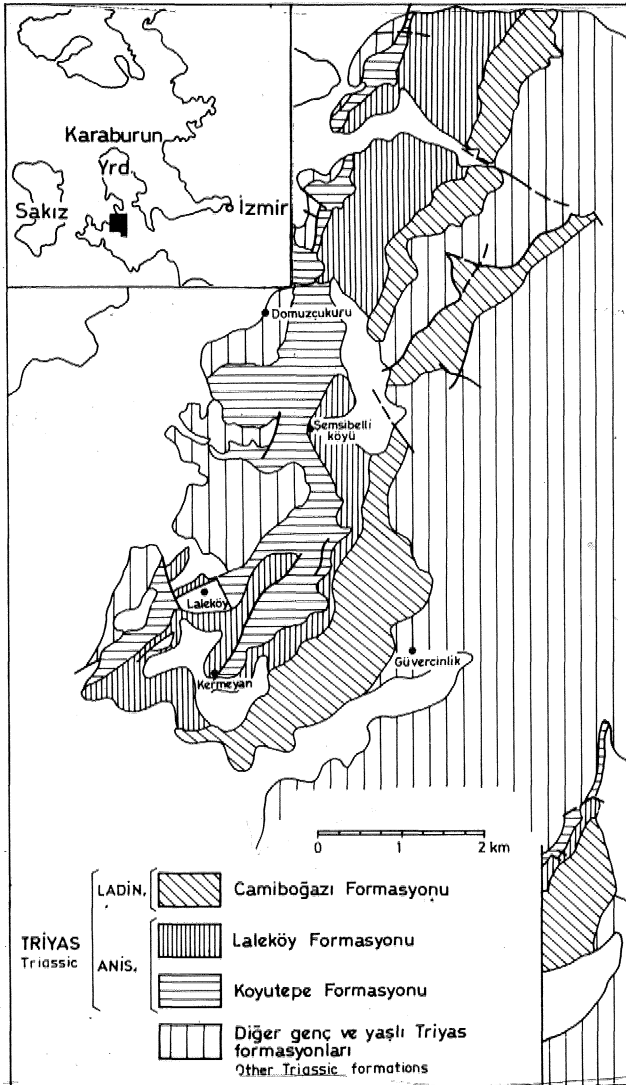 Karaburun
Yrd.
Sakız
İzmir
Domuzçukuru
Şemsibelli
köyü
Laleköy
Güvercinlik
Kermeyan
0 1 2 km
LADİN,
Camiboğazı Formasyonu
TRİYAS
Triassic
ANİS,
Laleköy Formasyonu
Koyutepe Formasyonu
Diğer genç ve yaşlı Triyas
formasyonları
Other Triassic formations